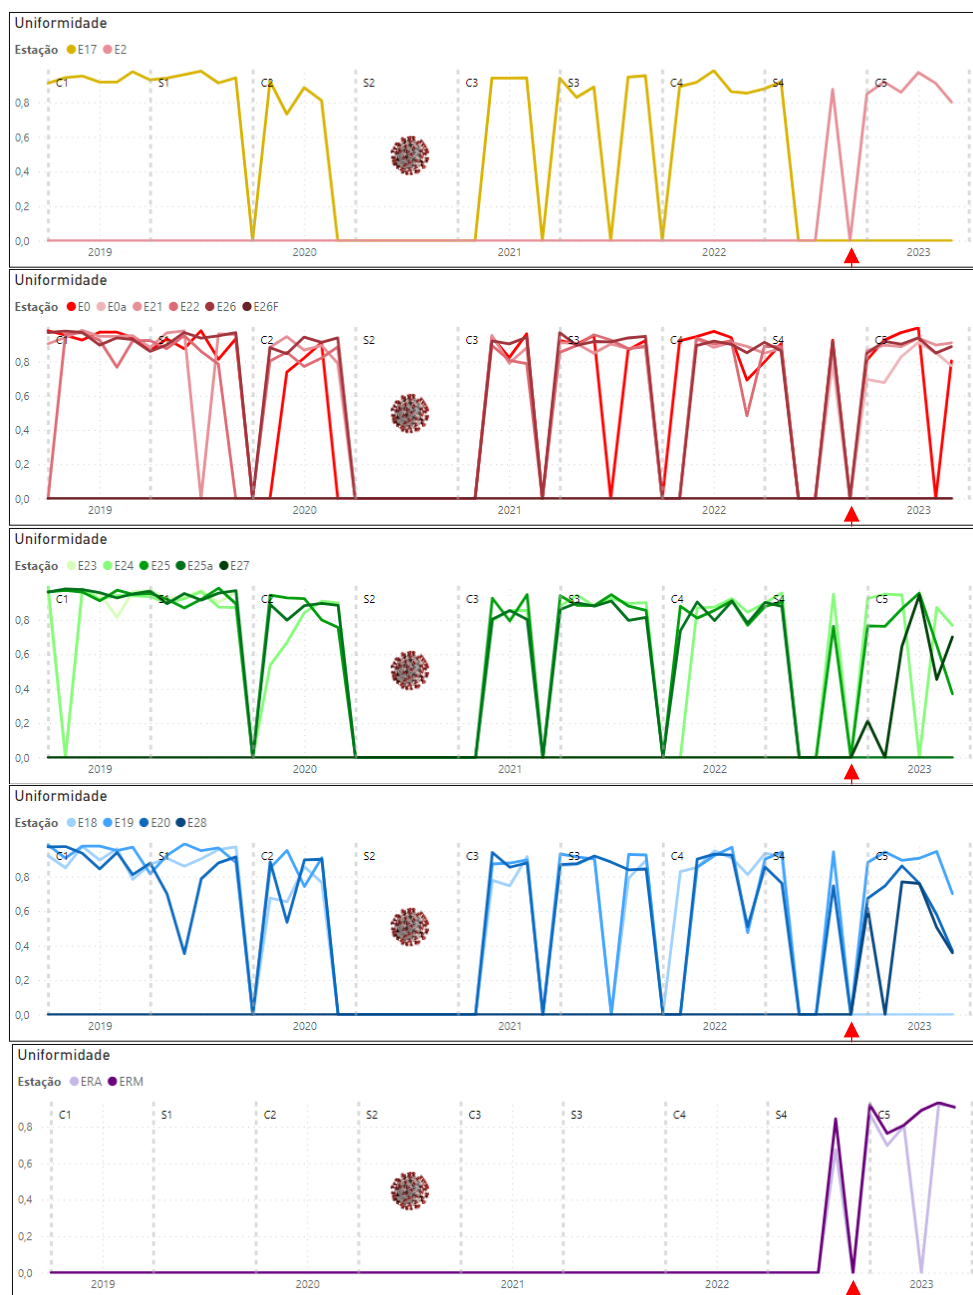 Uniformidade
Estação E17 E2
C1 S1 C2 S2 C3 S3 C4 S4 C5
0,8
0,6
0,4
0,2
0,0
2019 2020 2021 2022 2023
Uniformidade
Estação E0 E0a E21 E22 E26 E26F
C1 S1 C2 S2 C3 S3 C4 S4 C5
0,8
0,6
0,4
0,2
0,0
2019 2020 2021 2022 2023
Uniformidade
Estação E23 E24 E25 E25a E27
C1 S1 C2 S2 C3 S3 C4 S4 C5
0,8
0,6
0,4
0,2
0,0
2019 2020 2021 2022 2023
Uniformidade
Estação E18 E19 E20 E28
C1 S1 C2 S2 C3 S3 C4 S4 C5
0,8
0,6
0,4
0,2
0,0
2019 2020 2021 2022 2023
Uniformidade
Estação ERA ERM
C1 S1 C2 S2 C3 S3 C4 S4 C5
0,8
0,6
0,4
0,2
0,0
2019 2020 2021 2022 2023